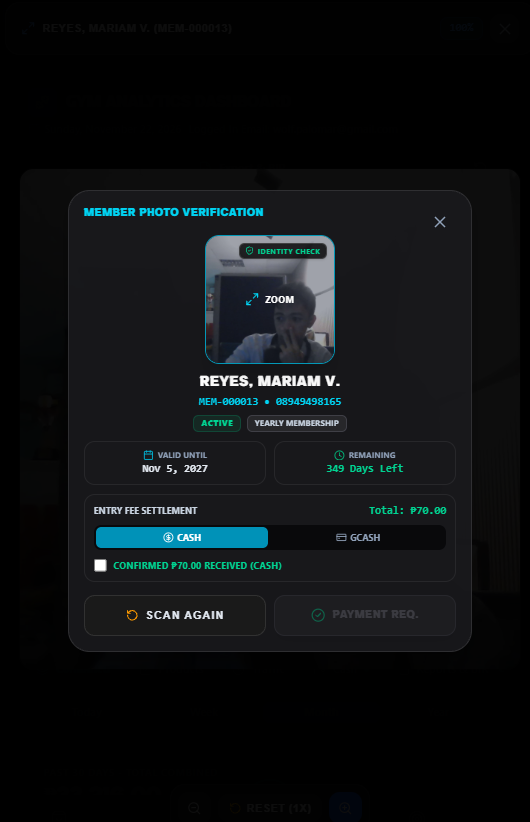 REYES, MARIAM V. (MEM-000013)
MEMBER PHOTO VERIFICATION
IDENTITY CHECK
ZOOM
REYES, MARIAM V.
MEM-000013 • 08949498165
ACTIVE YEARLY MEMBERSHIP
VALID UNTIL
Nov 5, 2027
REMAINING
349 Days Left
ENTRY FEE SETTLEMENT Total: ₱70.00
CASH GCASH
CONFIRMED ₱70.00 RECEIVED (CASH)
SCAN AGAIN PAYMENT REQ.
RESET (1X)